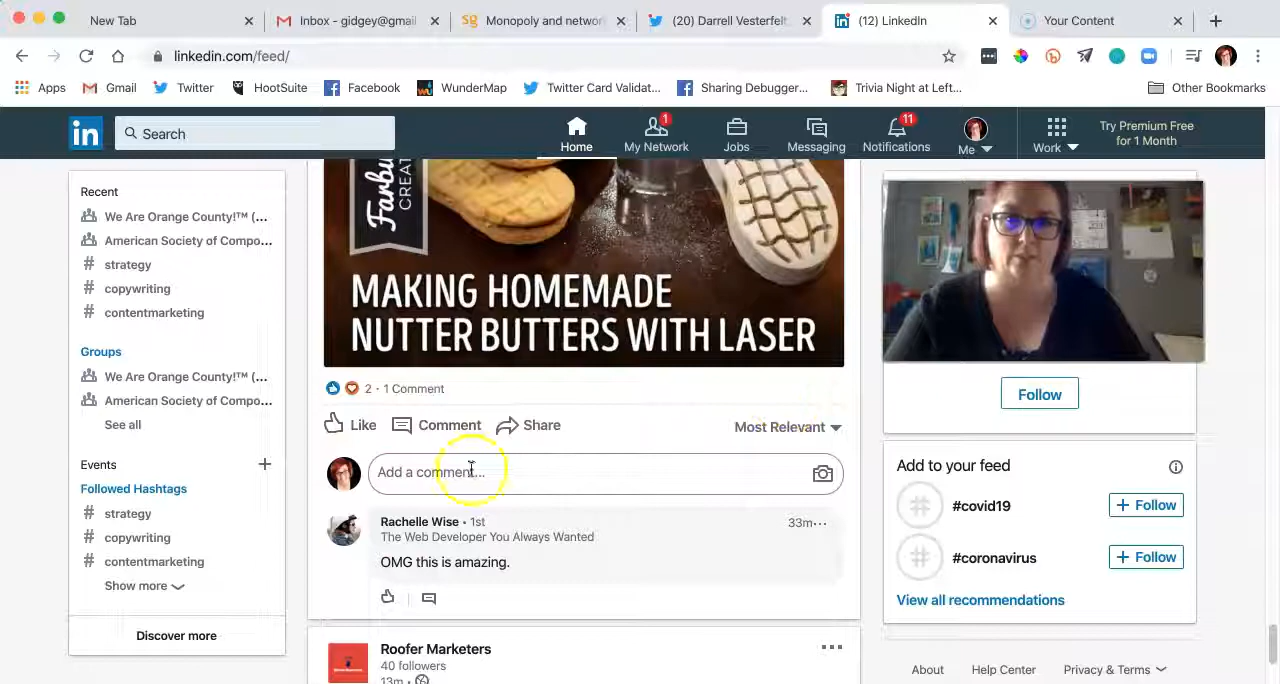 New Tab
Inbox - gidgey@gmail
Monopoly and networ
(20) Darrell Vesterfelt
(12) LinkedIn
Your Content
linkedin.com/feed/
Apps
Gmail
Twitter
HootSuite
Facebook
WunderMap
Twitter Card Validat...
Sharing Debugger...
Trivia Night at Left...
Other Bookmarks
in
Search
Home
1
My Network
Jobs
Messaging
11
Notifications
Me
Work
Try Premium Free
for 1 Month
Recent
We Are Orange County!™ (...
American Society of Compo...
# strategy
# copywriting
# contentmarketing
Groups
We Are Orange County!™ (...
American Society of Compo...
See all
Events
Followed Hashtags
# strategy
# copywriting
# contentmarketing
Show more
Discover more
CREAT
MAKING HOMEMADE
NUTTER BUTTERS WITH LASER
2 · 1 Comment
Like
Comment
Share
Most Relevant
Add a comment...
Rachelle Wise • 1st
33m
The Web Developer You Always Wanted
OMG this is amazing.
Roofer Marketers
40 followers
13m •
Follow
Add to your feed
#covid19
+ Follow
#coronavirus
+ Follow
View all recommendations
About
Help Center
Privacy & Terms